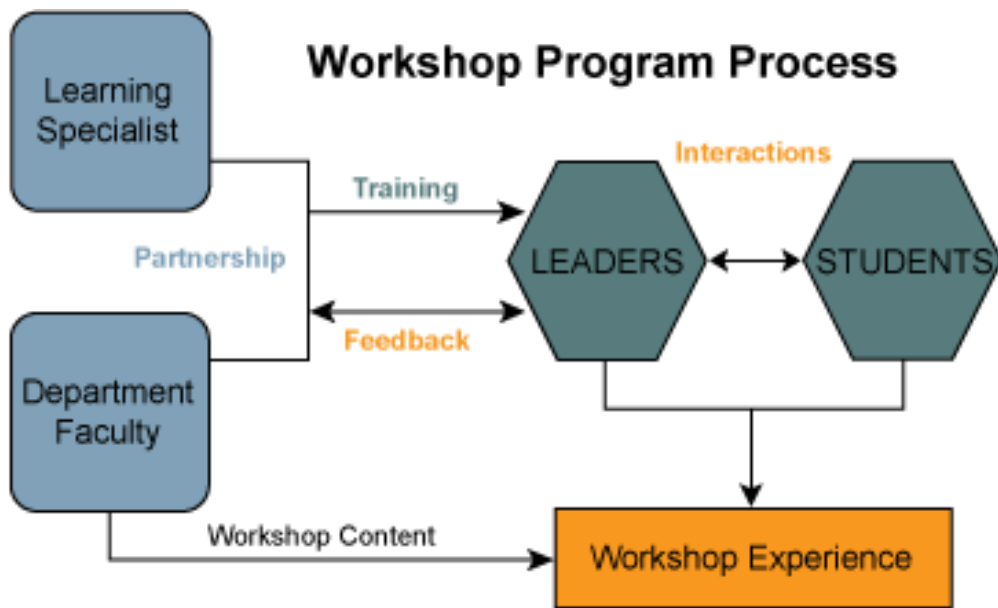 Workshop Program Process
Learning
Specialist
Interactions
Training
Partnership
LEADERS
STUDENTS
Feedback
Department
Faculty
Workshop Content
Workshop Experience